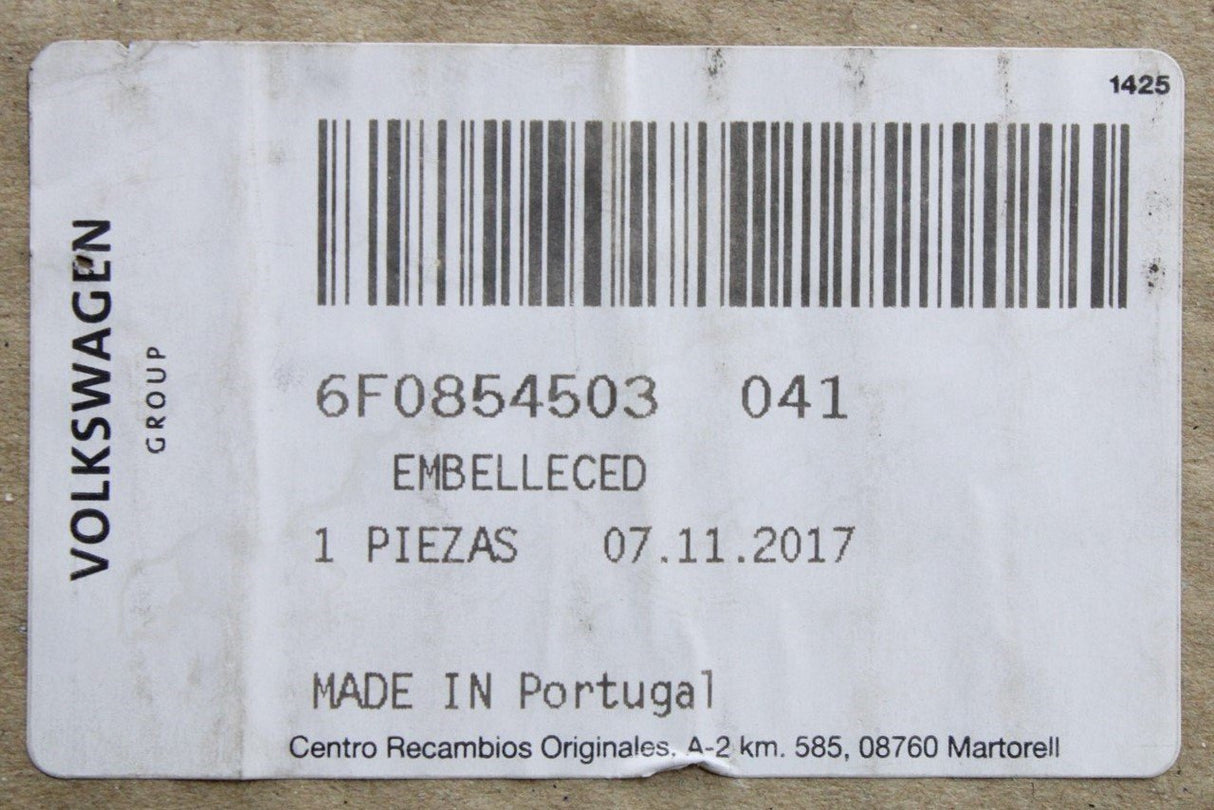 1425
VOLKSWAGEN
GROUP
6F0854503 041
EMBELLECED
1 PIEZAS 07.11.2017
MADE IN Portugal
Centro Recambios Originales, A-2 km. 585, 08760 Martorell